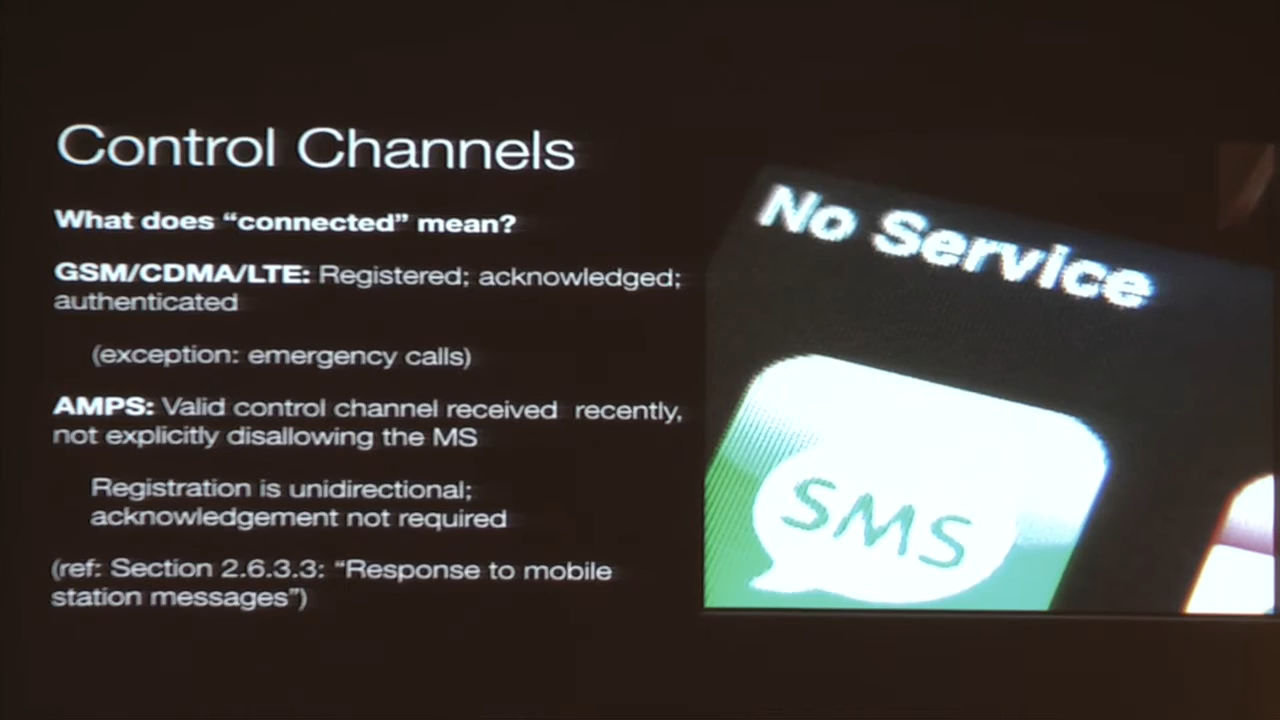 Control Channels
What does “connected” mean?
GSM/CDMA/LTE: Registered; acknowledged;
authenticated
(exception: emergency calls)
AMPS: Valid control channel received recently,
not explicitly disallowing the MS
Registration is unidirectional;
acknowledgement not required
(ref: Section 2.6.3.3: “Response to mobile
station messages”)
No Service
SMS